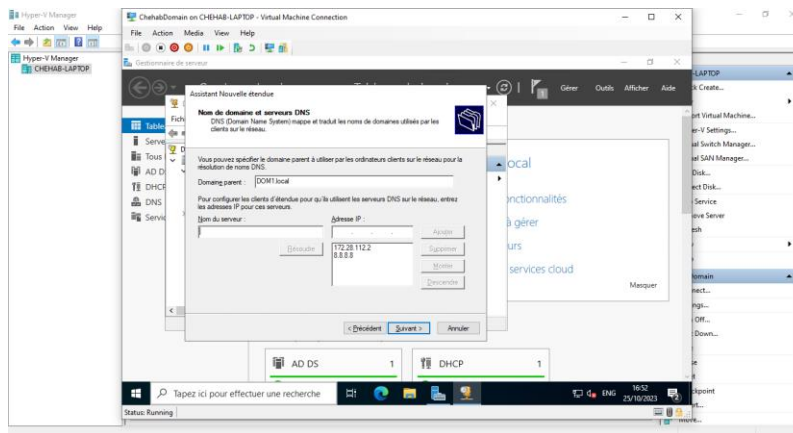 Hyper-V Manager
File Action View Help
Hyper-V Manager
CHEHAB-LAPTOP
ChehabDomain on CHEHAB-LAPTOP - Virtual Machine Connection
File Action Media View Help
Gestionnaire de serveur
Gérer Outils Afficher Aide
Assistant Nouvelle étendue
Nom de domaine et serveurs DNS
DNS (Domain Name System) mappe et traduit les noms de domaines utilisés par les
clients sur le réseau.
Vous pouvez spécifier le domaine parent à utiliser par les ordinateurs clients sur le réseau pour la
résolution de noms DNS.
Domaine parent : DOM1.local
Pour configurer les clients d'étendue pour qu'ils utilisent les serveurs DNS sur le réseau, entrez
les adresses IP pour ces serveurs.
Nom du serveur : Adresse IP :
Ajouter
Résoudre 172.28.112.2 Supprimer
8.8.8.8
Monter
Descendre
< Précédent Suivant > Annuler
Fich
Table
Serve
Tous
AD D
DHCP
DNS
Servic
ocal
nctionnalités
à gérer
urs
services cloud
Masquer
AD DS 1
DHCP 1
Tapez ici pour effectuer une recherche
ENG
16:52
25/10/2023
Status: Running
-LAPTOP
k Create...
ort Virtual Machine...
er-V Settings...
al Switch Manager...
al SAN Manager...
Disk...
ect Disk...
Service
ove Server
esh
omain
nect...
ngs...
Off...
Down...
ckpoint
Move...